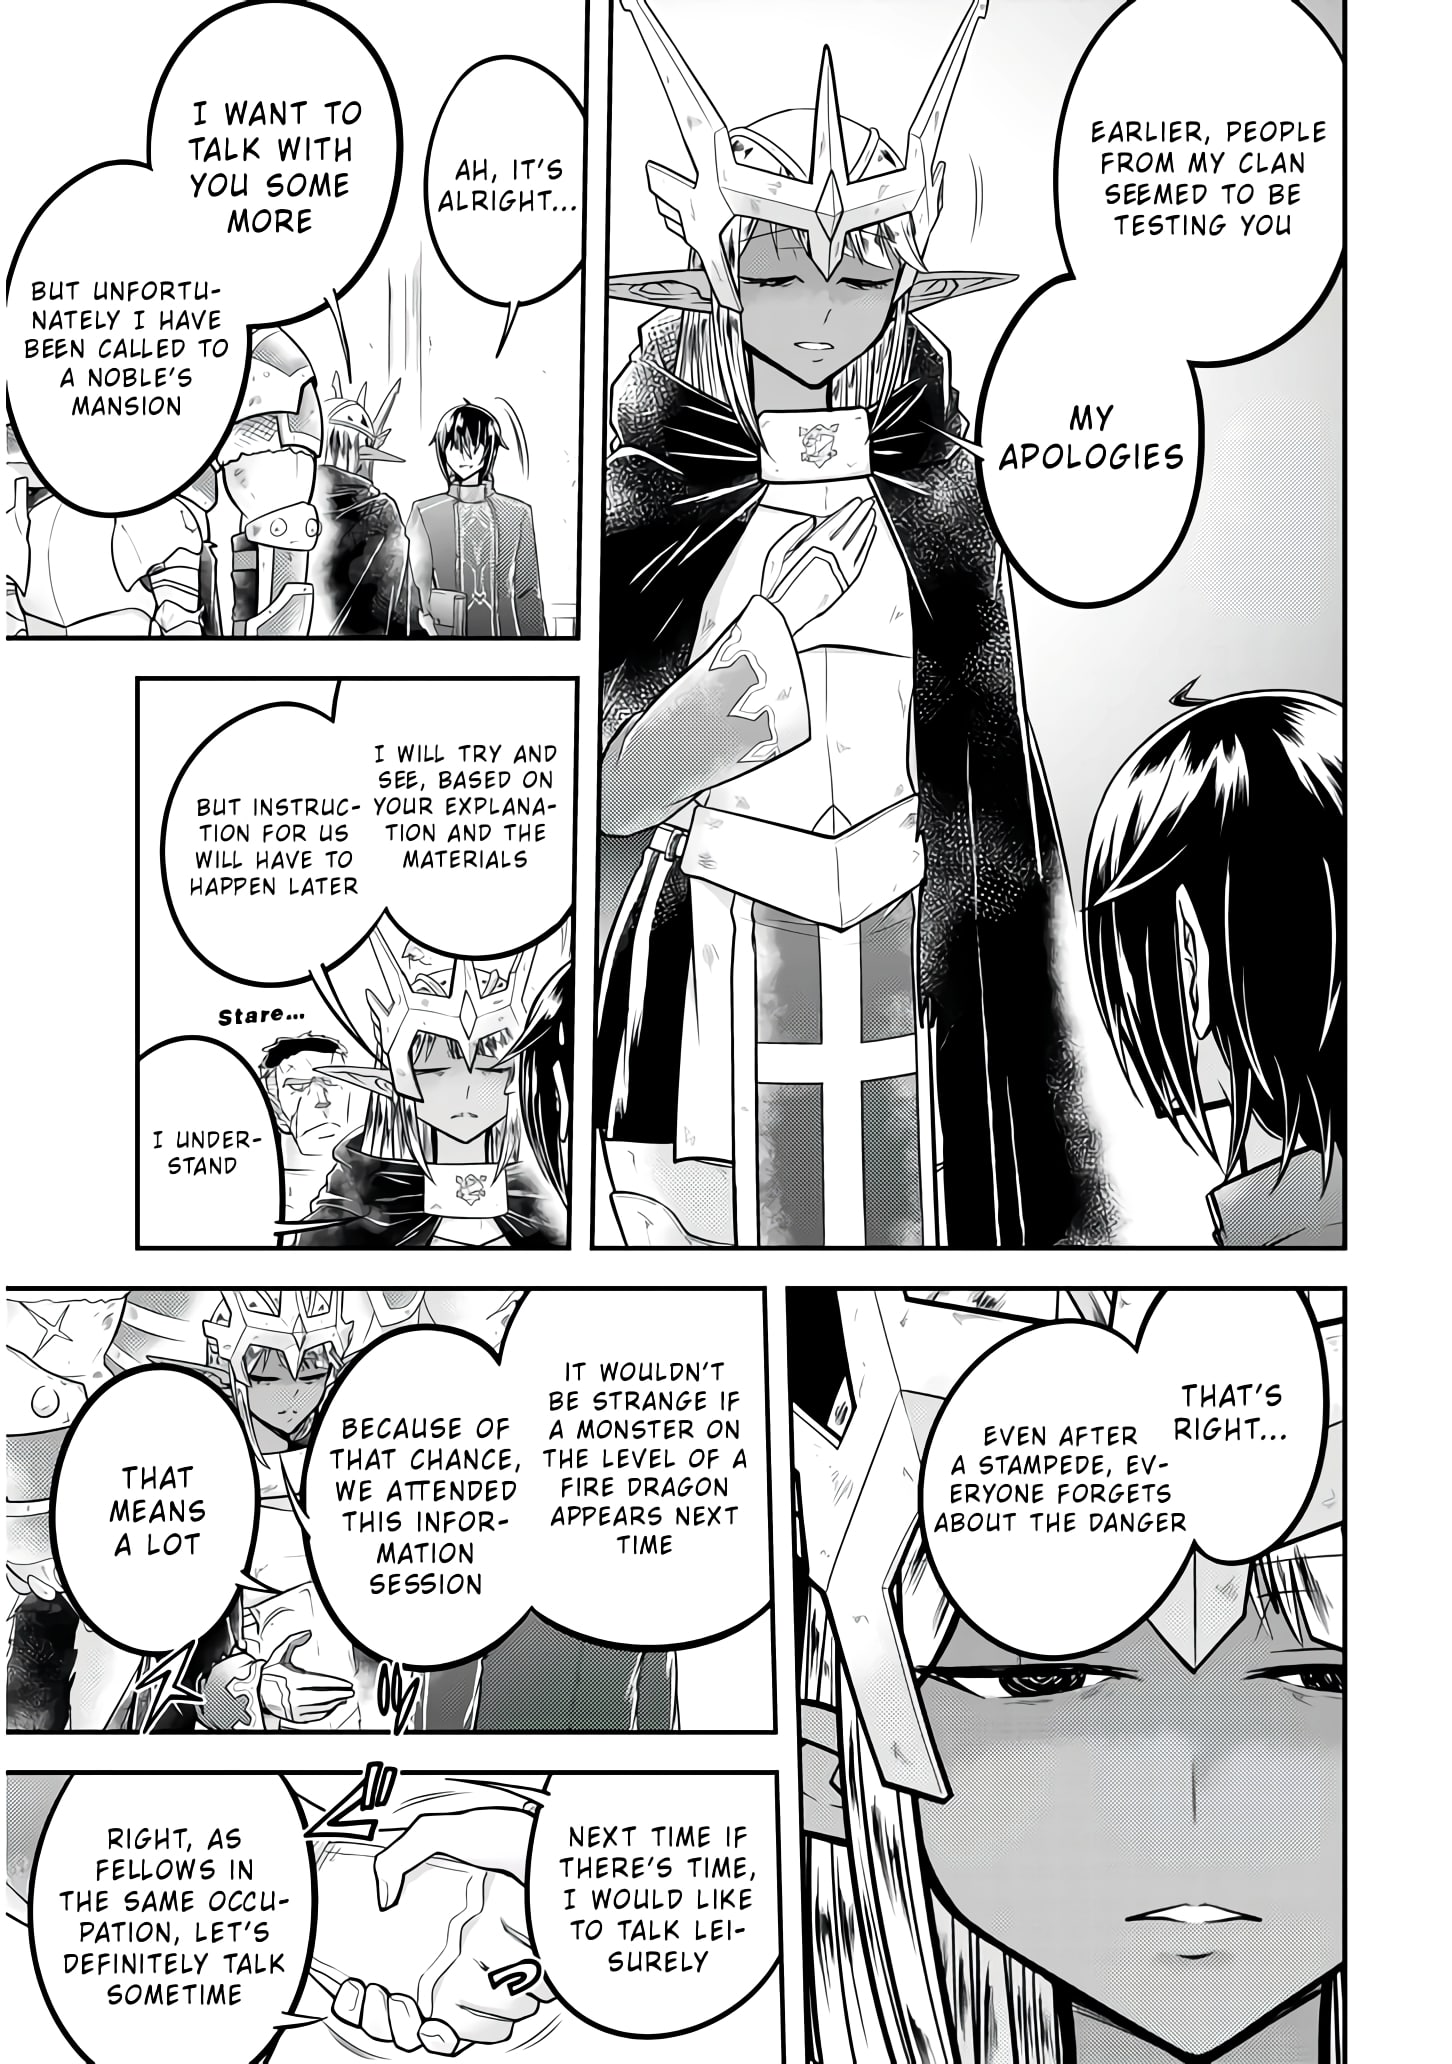 EARLIER, PEOPLE
FROM MY CLAN
SEEMED TO BE
TESTING YOU
MY
APOLOGIES
AH, IT'S
ALRIGHT...
I WANT TO
TALK WITH
YOU SOME
MORE
BUT UNFORTU-
NATELY I HAVE
BEEN CALLED TO
A NOBLE'S
MANSION
I WILL TRY AND
SEE, BASED ON
YOUR EXPLANA-
TION AND THE
MATERIALS
BUT INSTRUC-
TION FOR US
WILL HAVE TO
HAPPEN LATER
Stare...
I UNDER-
STAND
THAT'S
RIGHT...
EVEN AFTER
A STAMPEDE, EV-
ERYONE FORGETS
ABOUT THE DANGER
IT WOULDN'T
BE STRANGE IF
A MONSTER ON
THE LEVEL OF A
FIRE DRAGON
APPEARS NEXT
TIME
BECAUSE OF
THAT CHANCE,
WE ATTENDED
THIS INFOR-
MATION
SESSION
THAT
MEANS
A LOT
NEXT TIME IF
THERE'S TIME,
I WOULD LIKE
TO TALK LEI-
SURELY
RIGHT, AS
FELLOWS IN
THE SAME OCCU-
PATION, LET'S
DEFINITELY TALK
SOMETIME